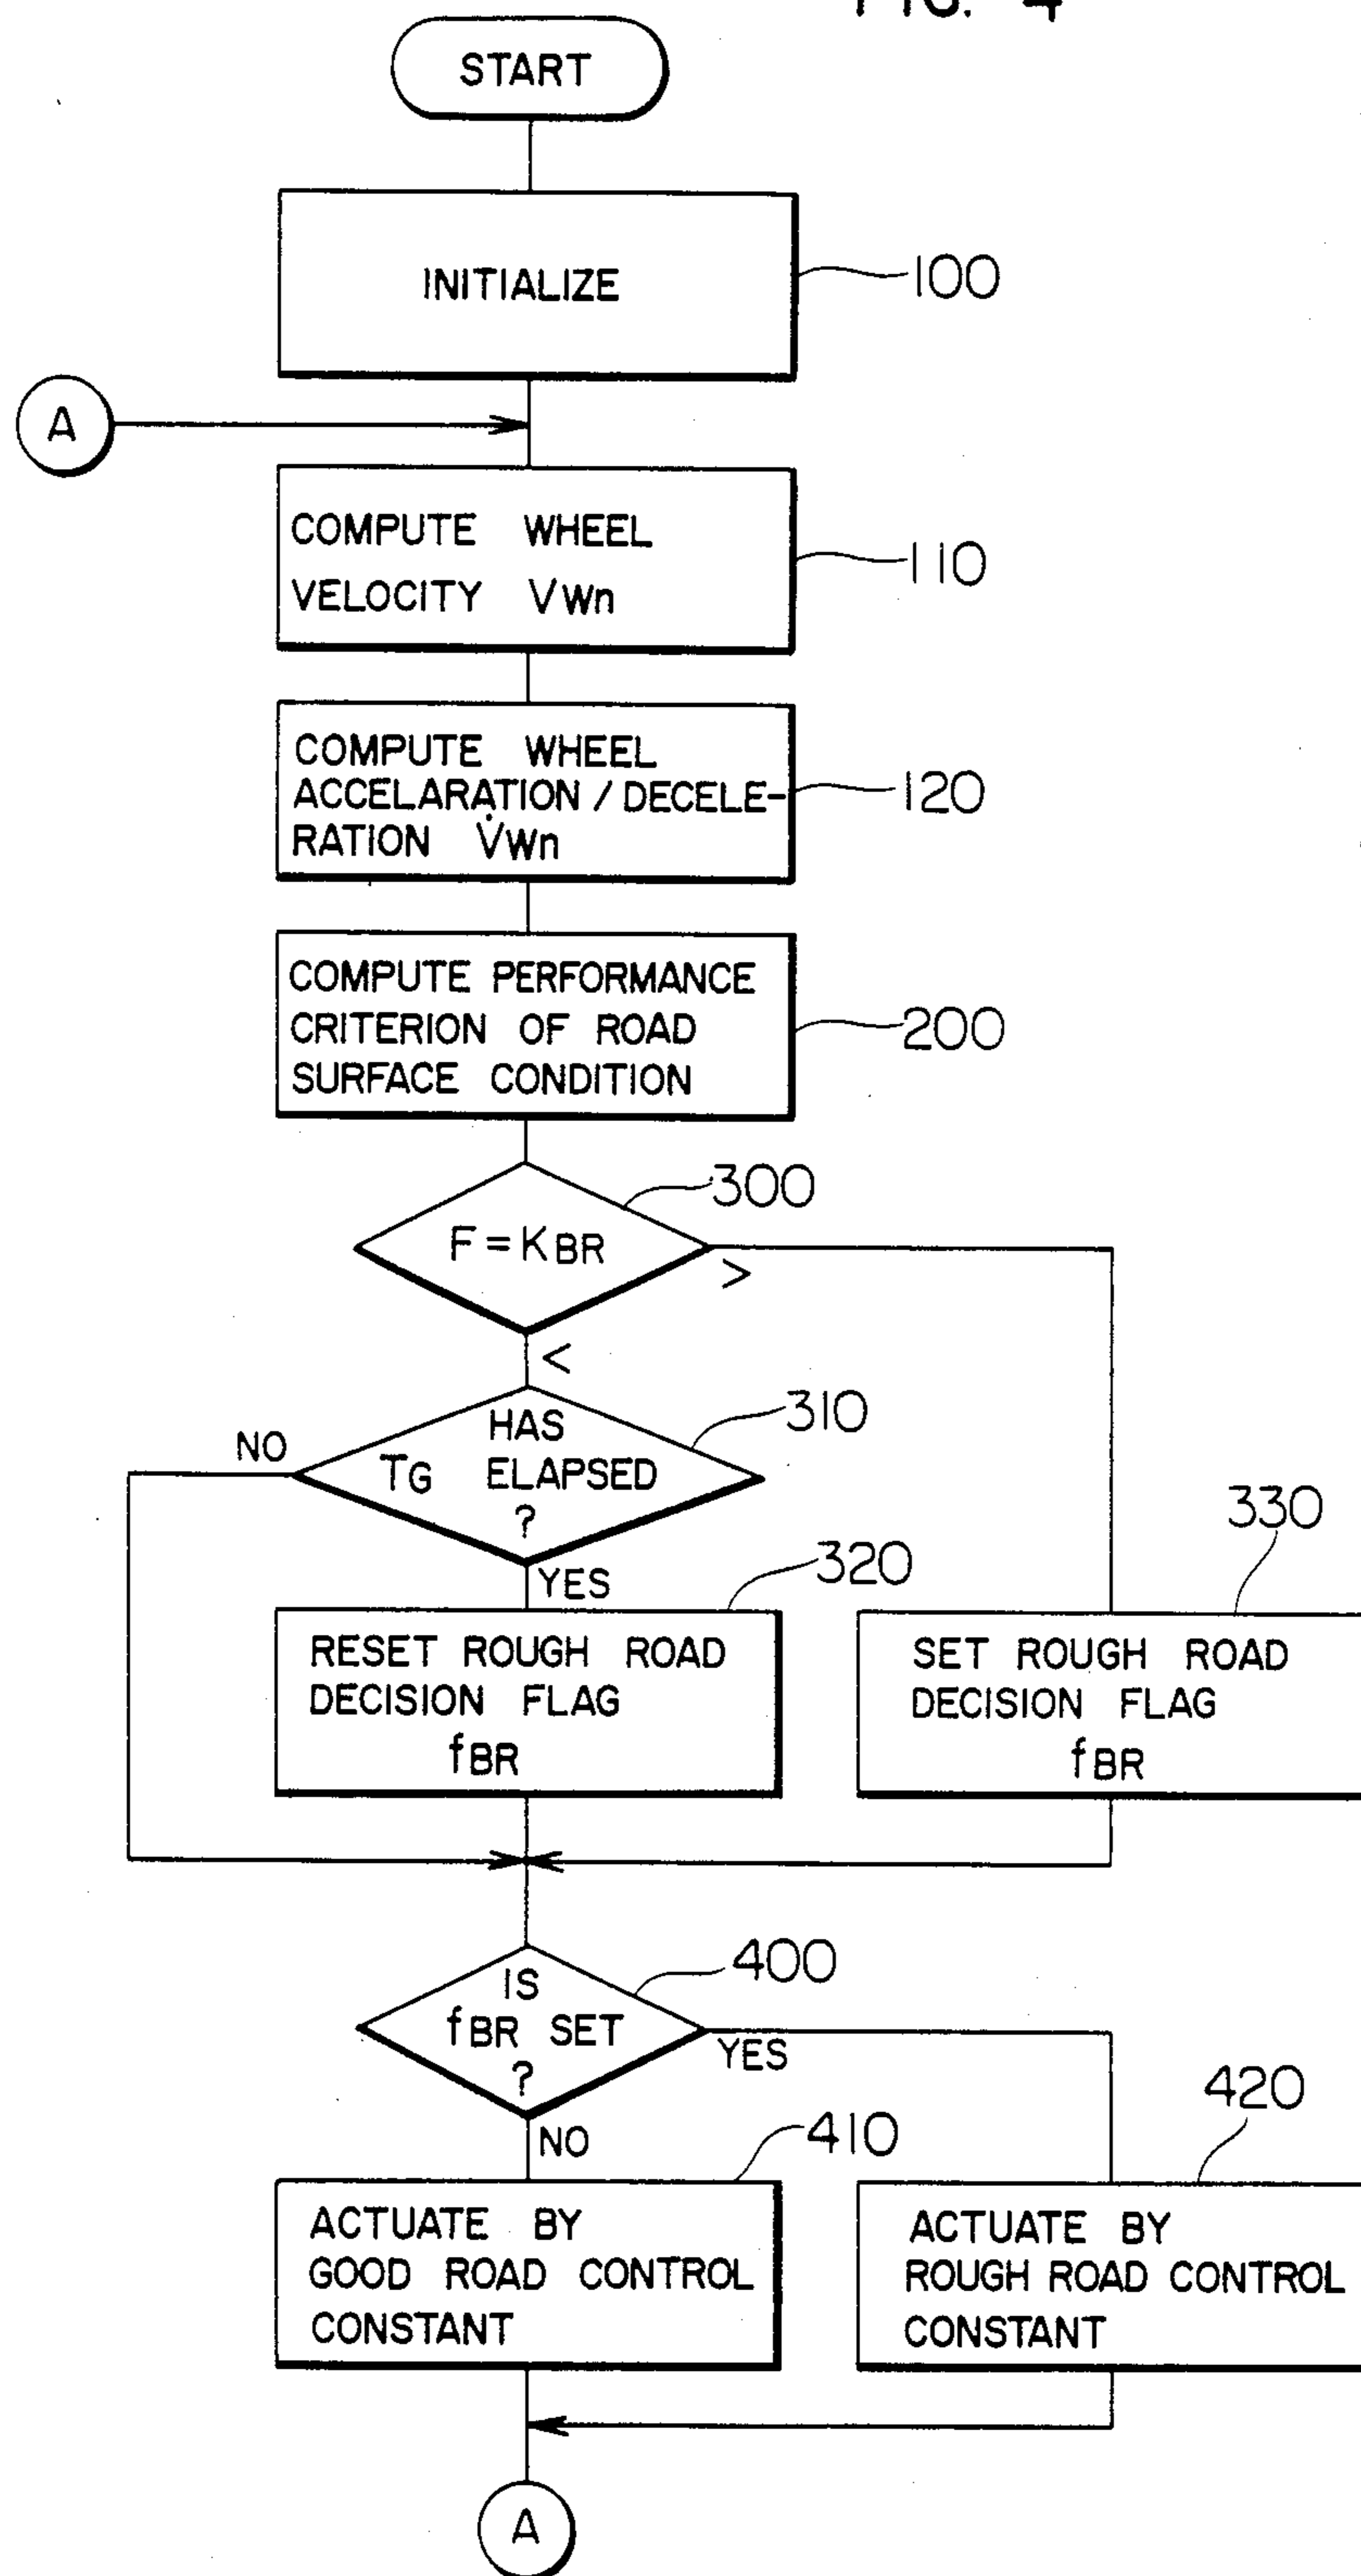 FIG. 4
START
INITIALIZE
100
A
COMPUTE WHEEL
VELOCITY VWn
110
COMPUTE WHEEL
ACCELARATION / DECELE-
RATION V̇Wn
120
COMPUTE PERFORMANCE
CRITERION OF ROAD
SURFACE CONDITION
200
300
F = KBR
>
<
310
HAS
TG ELAPSED
?
NO
YES
320
330
RESET ROUGH ROAD
DECISION FLAG
fBR
SET ROUGH ROAD
DECISION FLAG
fBR
400
IS
fBR SET
?
YES
NO
410
420
ACTUATE BY
GOOD ROAD CONTROL
CONSTANT
ACTUATE BY
ROUGH ROAD CONTROL
CONSTANT
A